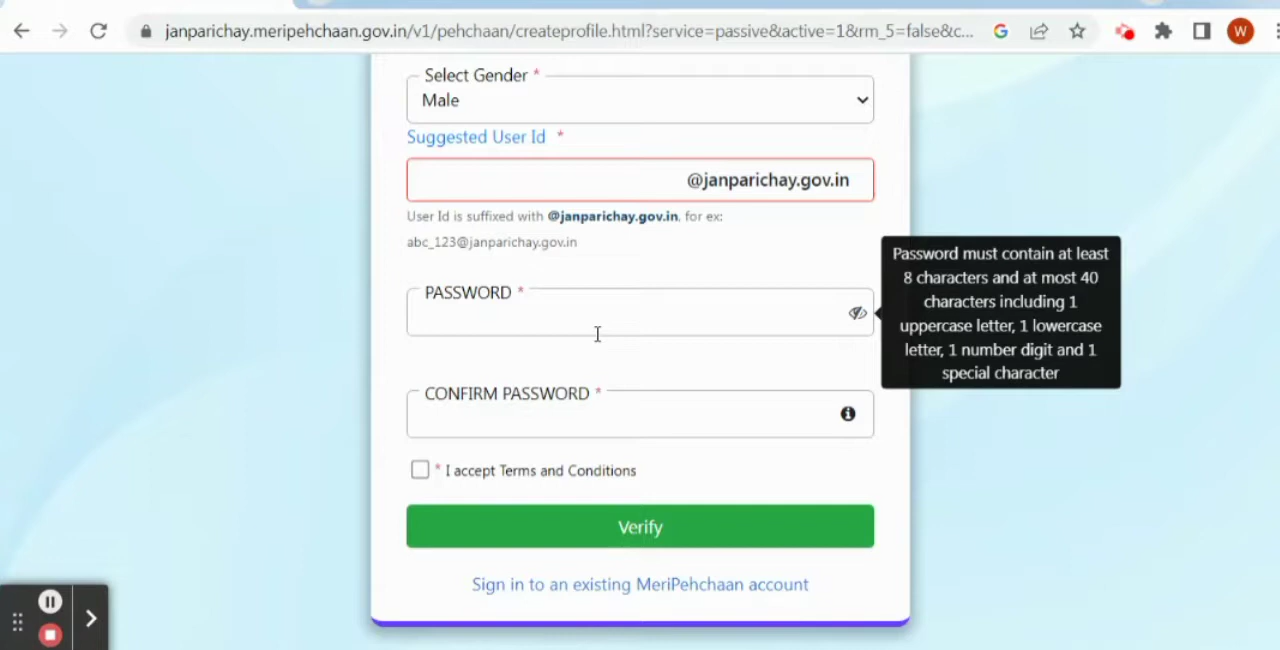 janparichay.meripehchaan.gov.in/v1/pehchaan/createprofile.html?service=passive&active=1&rm_5=false&c...
G
W
Select Gender *
Male
Suggested User Id *
@janparichay.gov.in
User Id is suffixed with @janparichay.gov.in, for ex:
abc_123@janparichay.gov.in
PASSWORD *
Password must contain at least
8 characters and at most 40
characters including 1
uppercase letter, 1 lowercase
letter, 1 number digit and 1
special character
CONFIRM PASSWORD *
* I accept Terms and Conditions
Verify
Sign in to an existing MeriPehchaan account